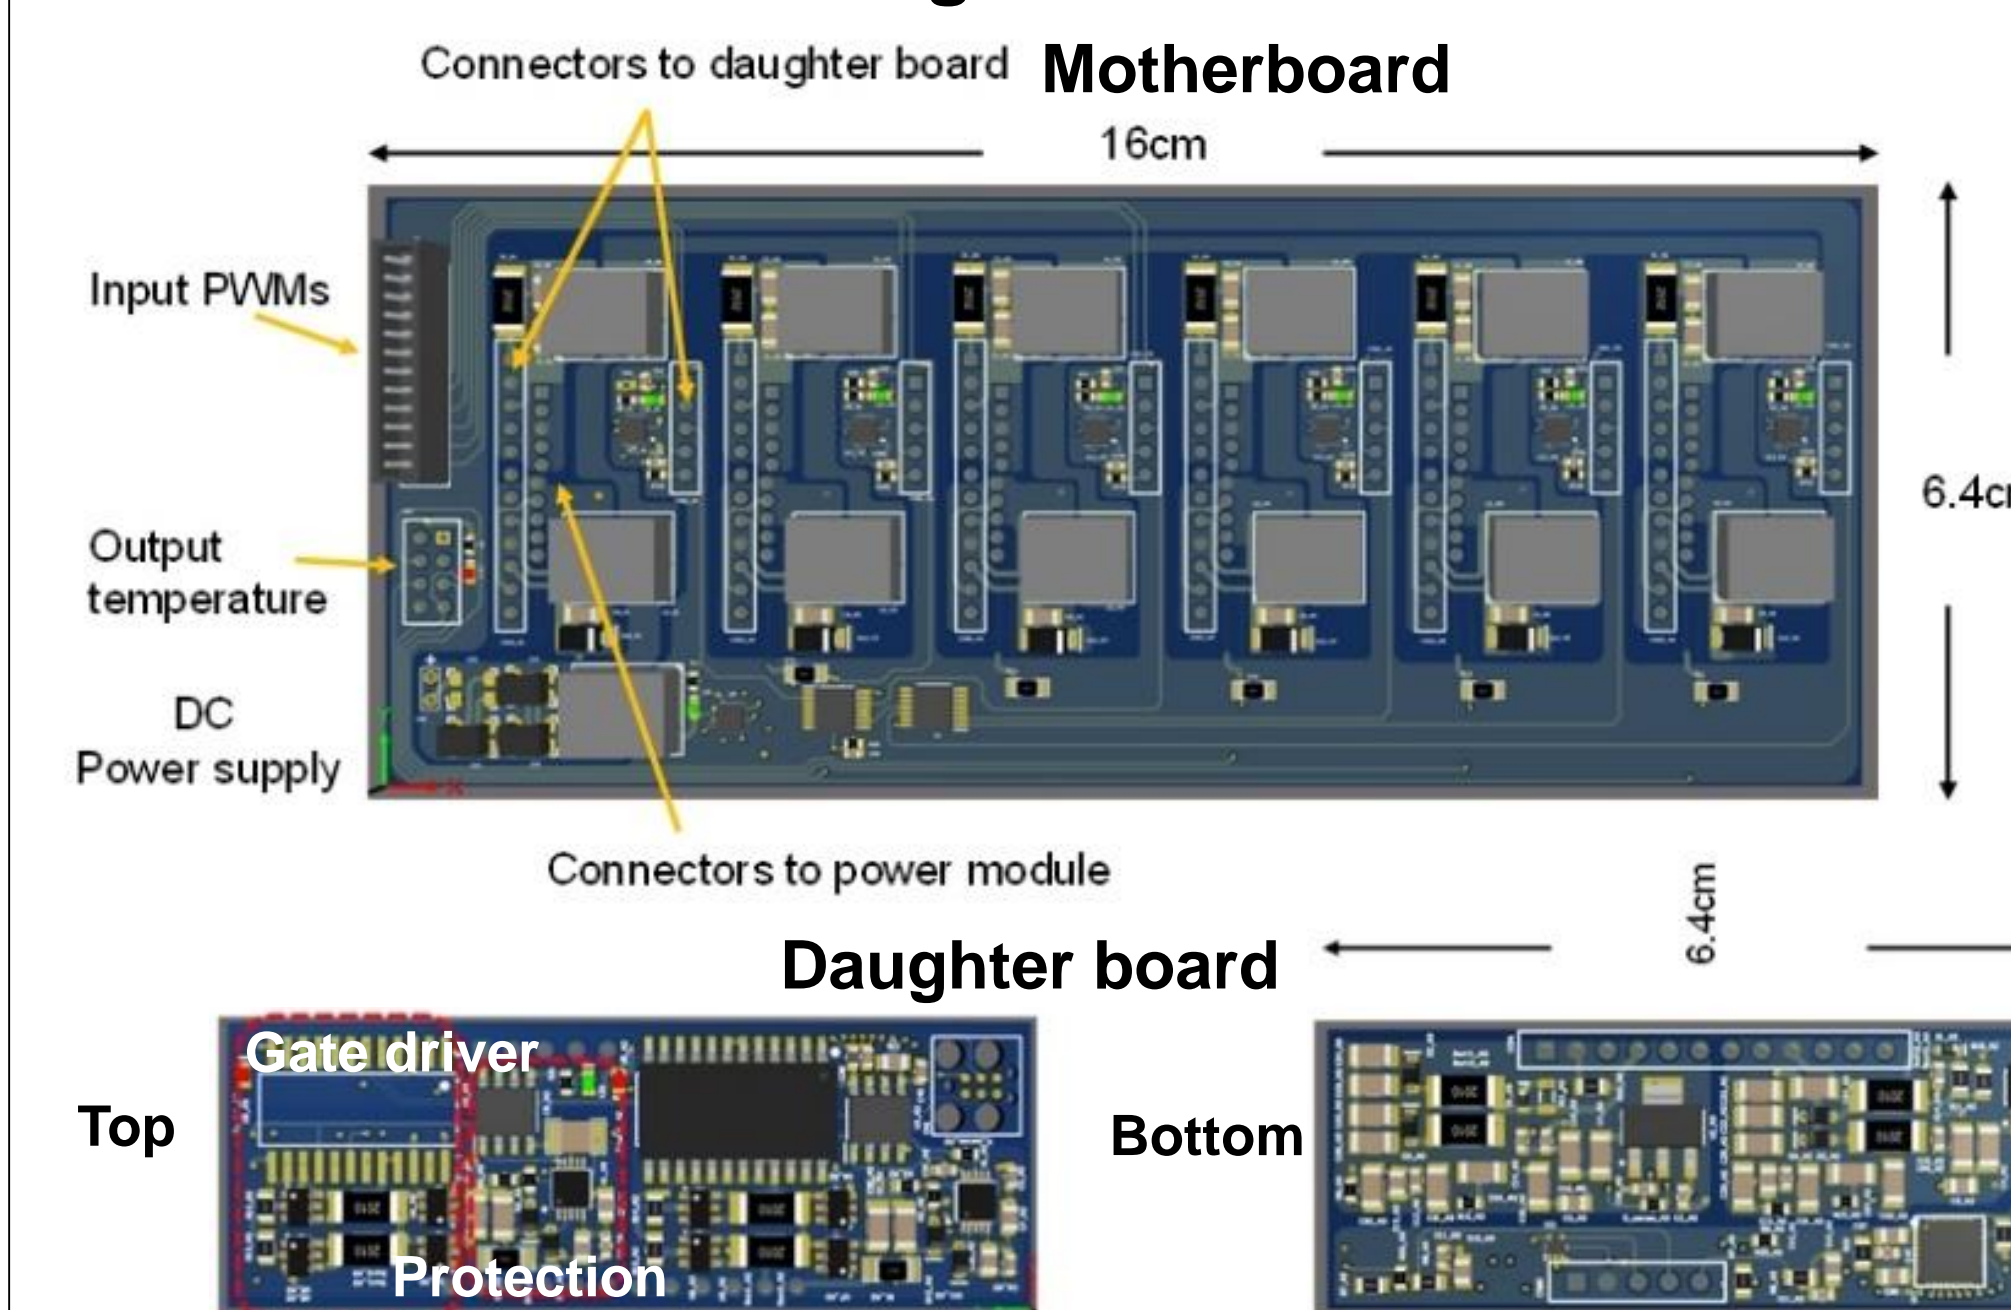 Motherboard
Connectors to daughter board
16cm
Input PWMs
6.4c
Output
temperature
DC
Power supply
Connectors to power module
6.4cm
Daughter board
Gate driver
Top
Bottom
Protection